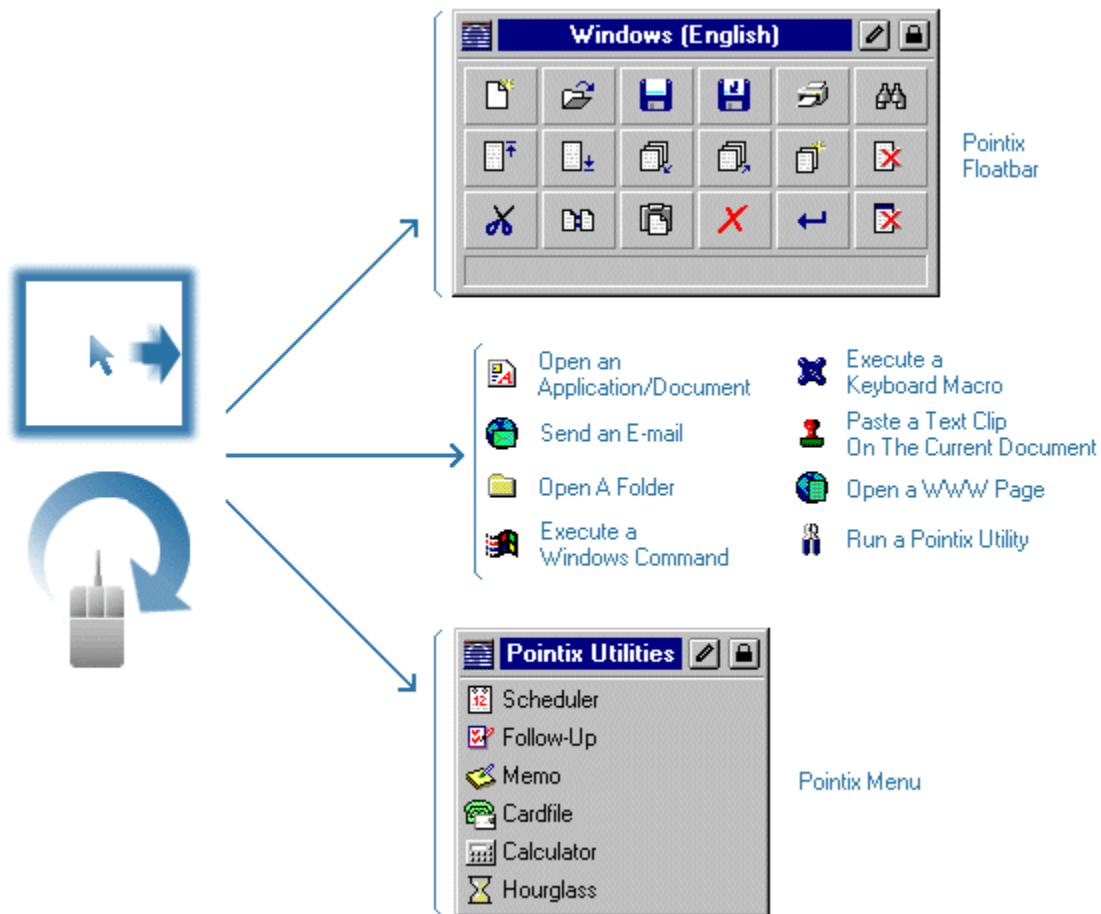 Windows (English)
Pointix
Floatbar
Open an
Application/Document
Send an E-mail
Open A Folder
Execute a
Windows Command
Execute a
Keyboard Macro
Paste a Text Clip
On The Current Document
Open a WWW Page
Run a Pointix Utility
Pointix Utilities
12
Scheduler
Follow-Up
Memo
Cardfile
Calculator
Hourglass
Pointix Menu